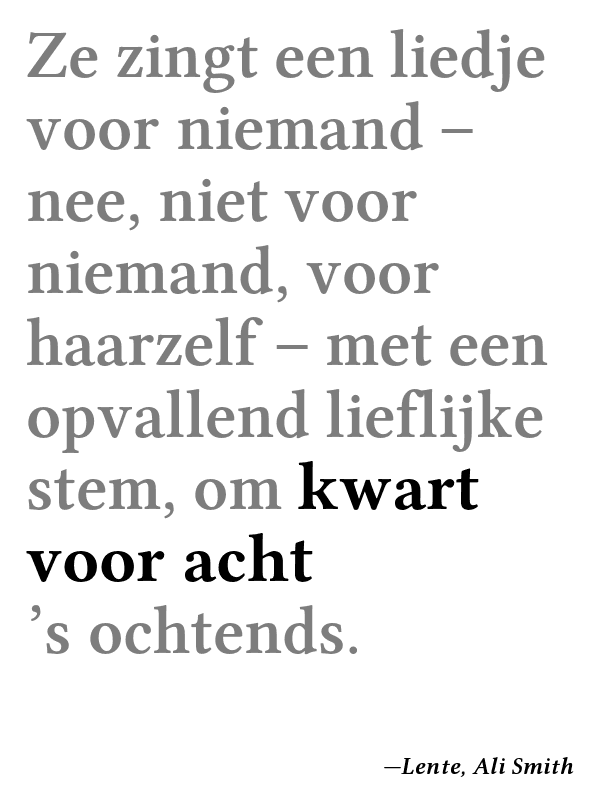 Ze zingt een liedje
voor niemand –
nee, niet voor
niemand, voor
haarzelf – met een
opvallend lieflijke
stem, om kwart
voor acht
’s ochtends.
—Lente, Ali Smith